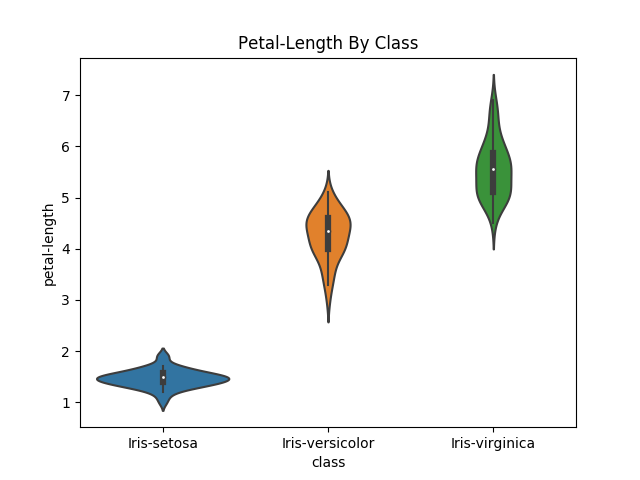 Petal-Length By Class
petal-length
7
6
5
4
3
2
1
Iris-setosa Iris-versicolor Iris-virginica
class